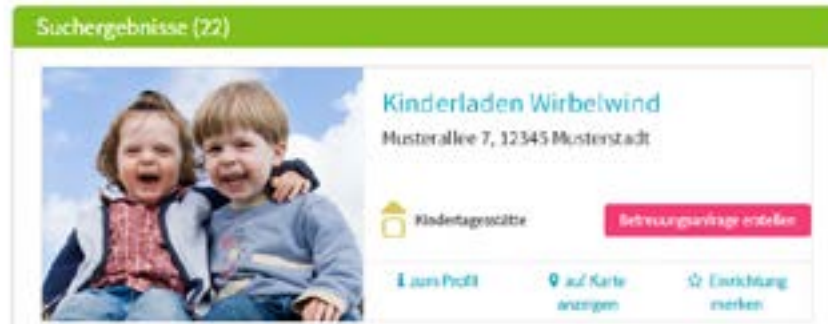 Suchergebnisse (22)
Kinderladen Wirbelwind
Musterallee 7, 12345 Musterstadt
Kindertagesstätte
Betreuungsanfrage erstellen
zum Profil
auf Karte
anzeigen
Einrichtung
merken